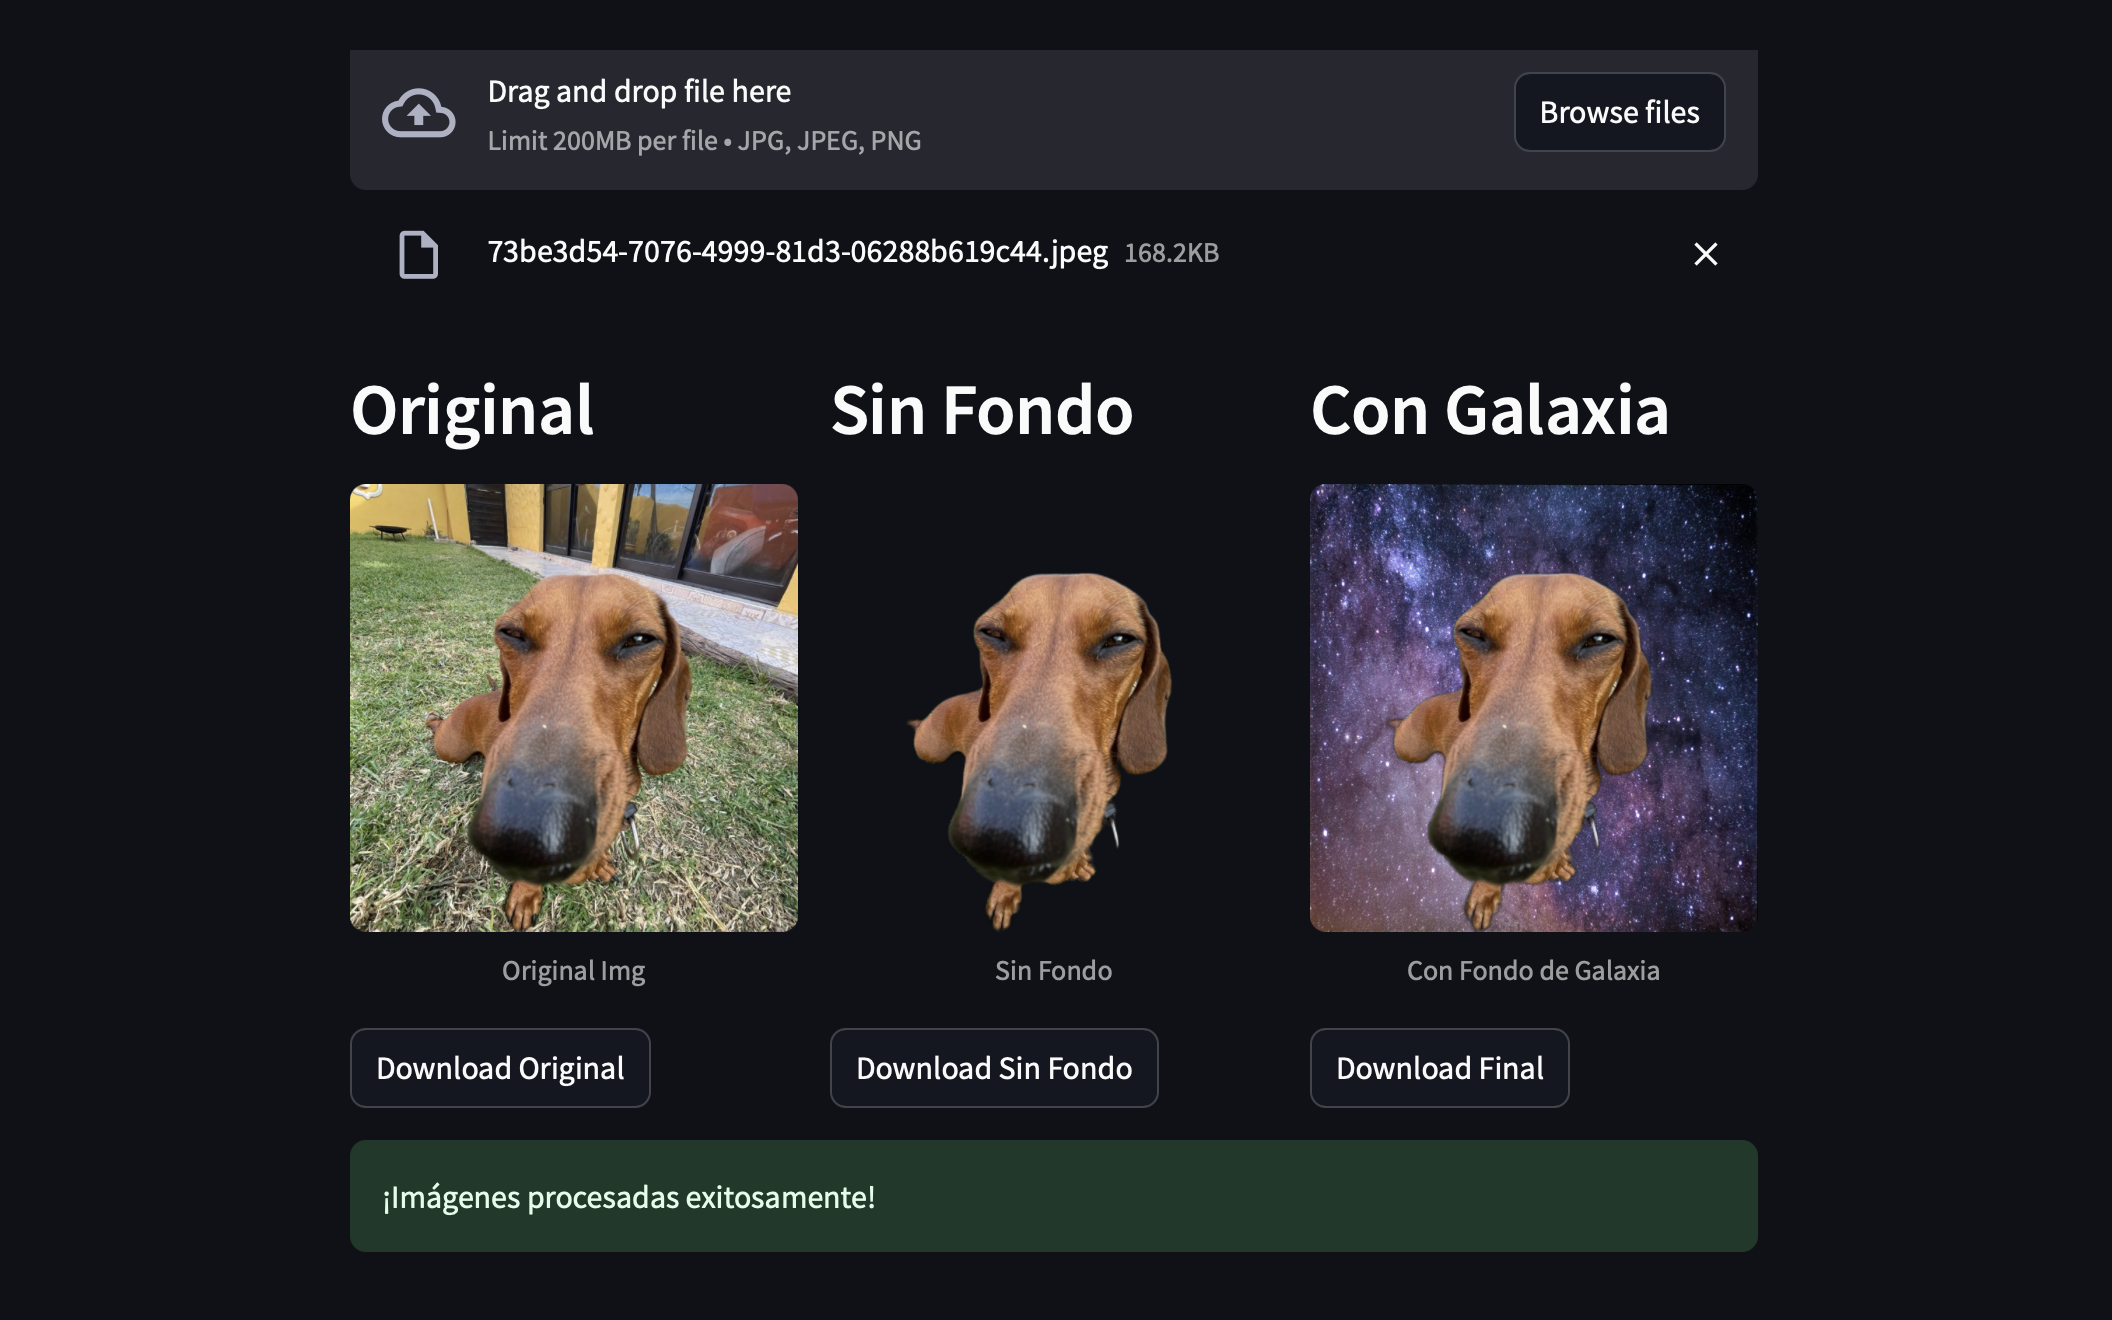 Drag and drop file here
Limit 200MB per file • JPG, JPEG, PNG
Browse files
73be3d54-7076-4999-81d3-06288b619c44.jpeg 168.2KB
Original
Sin Fondo
Con Galaxia
Original Img
Sin Fondo
Con Fondo de Galaxia
Download Original
Download Sin Fondo
Download Final
¡Imágenes procesadas exitosamente!